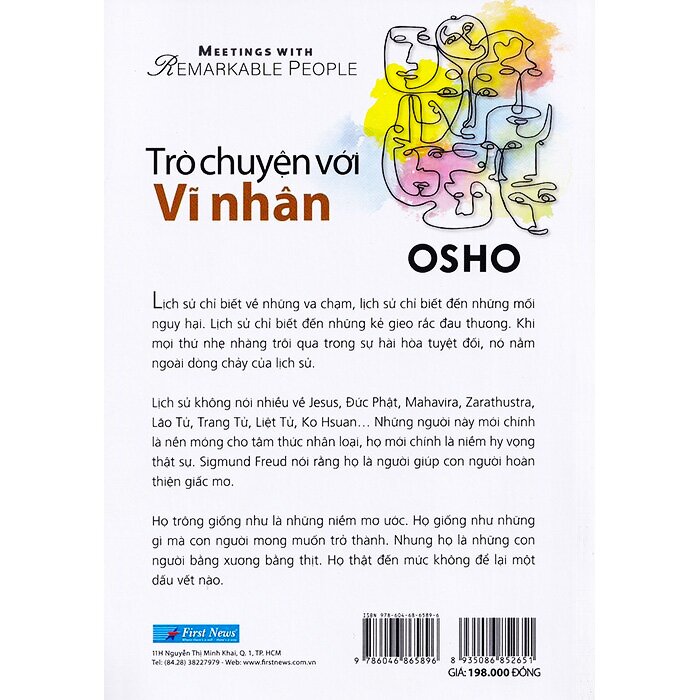 MEETINGS WITH
REMARKABLE PEOPLE
Trò chuyện với
Vĩ nhân
OSHO
Lịch sử chỉ biết về những va chạm, lịch sử chỉ biết đến những mối
nguy hại. Lịch sử chỉ biết đến những kẻ gieo rắc đau thương. Khi
mọi thứ nhẹ nhàng trôi qua trong sự hài hòa tuyệt đối, nó nằm
ngoài dòng chảy của lịch sử.
Lịch sử không nói nhiều về Jesus, Đức Phật, Mahavira, Zarathustra,
Lão Tử, Trang Tử, Liệt Tử, Ko Hsuan... Những người này mới chính
là nền móng cho tâm thức nhân loại, họ mới chính là niềm hy vọng
thật sự. Sigmund Freud nói rằng họ là người giúp con người hoàn
thiện giấc mơ.
Họ trông giống như là những niềm mơ ước. Họ giống như những
gì mà con người mong muốn trở thành. Nhưng họ là những con
người bằng xương bằng thịt. Họ thật đến mức không để lại một
dấu vết nào.
ISBN 978-604-68-6589-6
First News
11H Nguyễn Thị Minh Khai, Q. 1, TP. HCM
Tel: (84.28) 38227979 - Web: www.firstnews.com.vn
9 786046 865896
8 935086 852651
GIÁ: 198.000 ĐỒNG